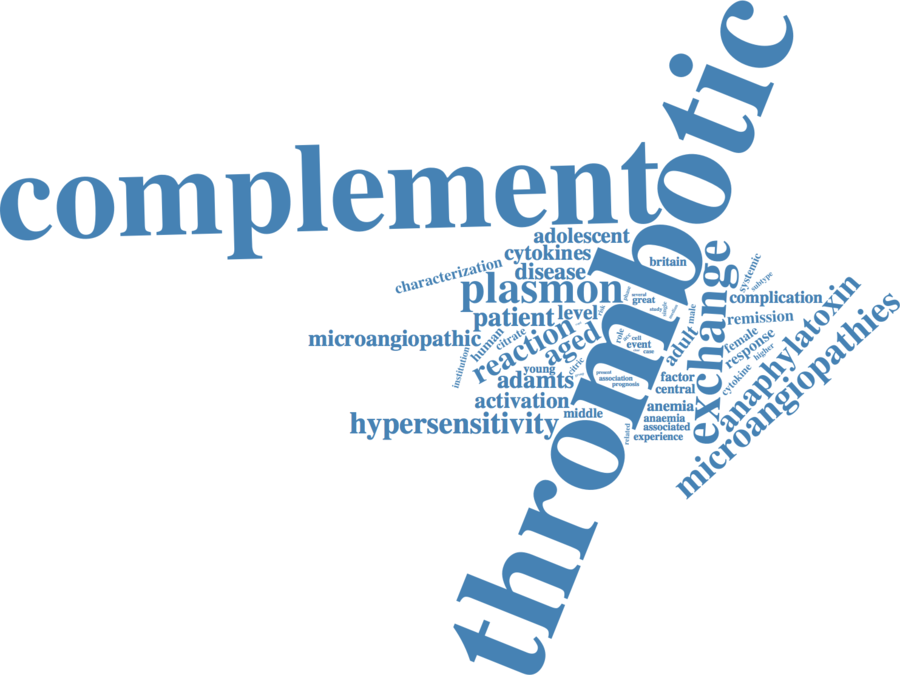 complement
thrombotic
adolescent
cytokines
britain
characterization
disease
plasmon
exchange
systemic
subtype
great
several
study
complication
patient
level
microangiopathic
human
citrate
reaction
aged
role
cell
event
case
adult
male
remission
female
response
higher
cytokine
anaphylatoxin
microangiopathies
institution
young
adamts
citric
present
association
prognosis
factor
central
activation
middle
anemia
anaemia
associated
experience
related
hypersensitivity